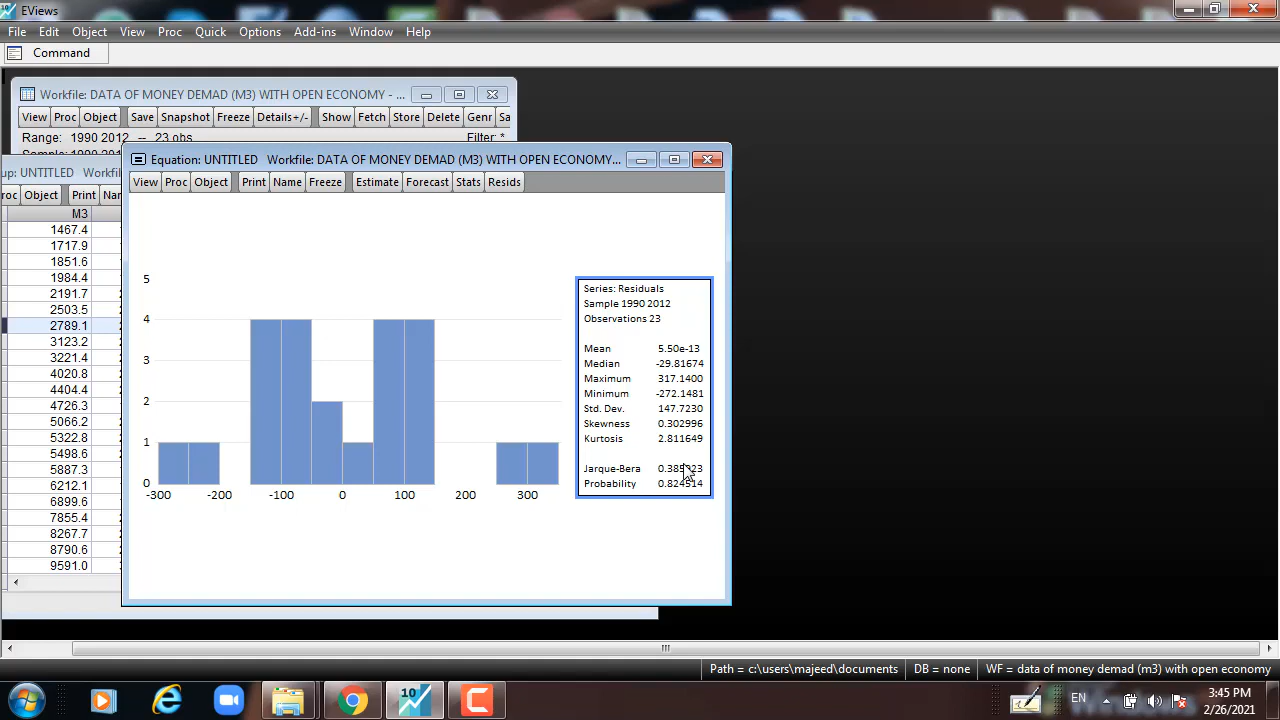 EViews
File Edit Object View Proc Quick Options Add-ins Window Help
Command
Workfile: DATA OF MONEY DEMAD (M3) WITH OPEN ECONOMY - ...
View Proc Object Save Snapshot Freeze Details+/- Show Fetch Store Delete Genr Sa
Range: 1990 2012 -- 23 obs Filter: *
Equation: UNTITLED Workfile: DATA OF MONEY DEMAD (M3) WITH OPEN ECONOMY...
View Proc Object Print Name Freeze Estimate Forecast Stats Resids
up: UNTITLED Workfil
roc Object Print Nar
M3
1467.4
1717.9
1851.6
1984.4
2191.7
2503.5
2789.1
3123.2
3221.4
4020.8
4404.4
4726.3
5066.2
5322.8
5498.6
5887.3
6212.1
6899.6
7855.4
8267.7
8790.6
9591.0
5
4
3
2
1
0
-300 -200 -100 0 100 200 300
Series: Residuals
Sample 1990 2012
Observations 23
Mean 5.50e-13
Median -29.81674
Maximum 317.1400
Minimum -272.1481
Std. Dev. 147.7230
Skewness 0.302996
Kurtosis 2.811649
Jarque-Bera
Probability 0.824514
Path = c:\users\majeed\documents DB = none WF = data of money demad (m3) with open economy
10
EN
3:45 PM
2/26/2021